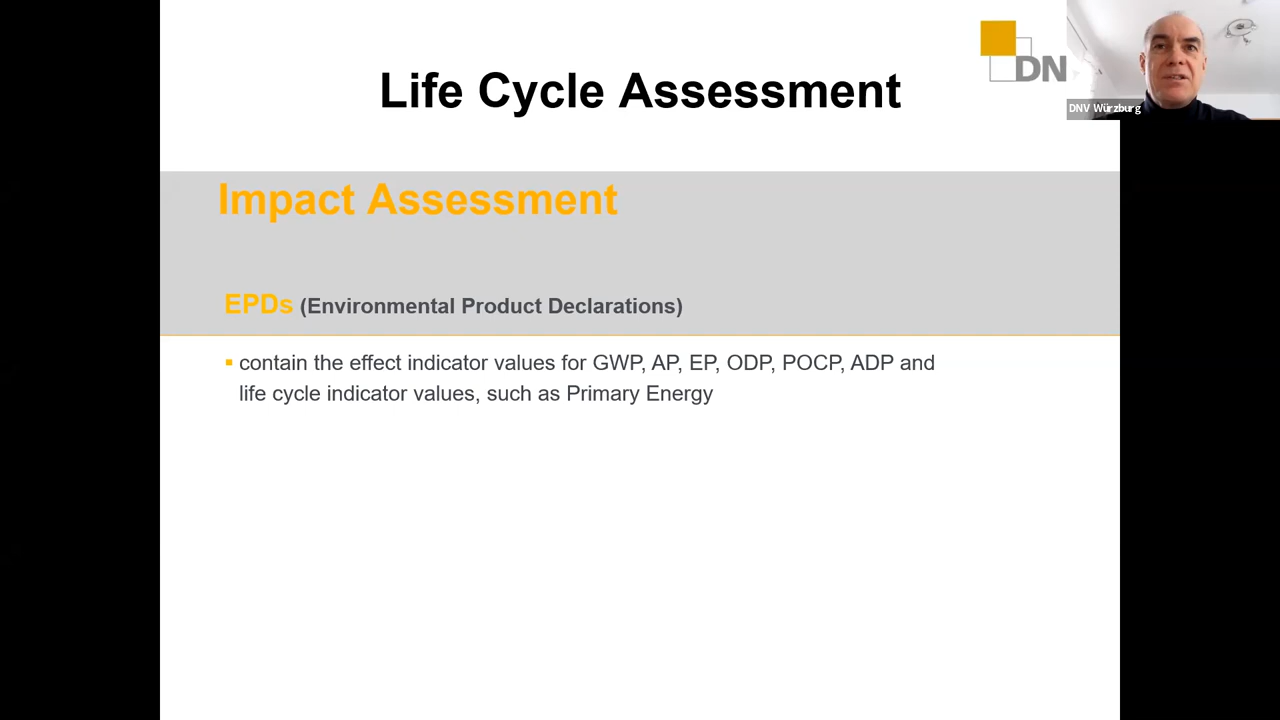 Life Cycle Assessment
DN
DNV Würzburg
Impact Assessment
EPDs (Environmental Product Declarations)
▪ contain the effect indicator values for GWP, AP, EP, ODP, POCP, ADP and
life cycle indicator values, such as Primary Energy